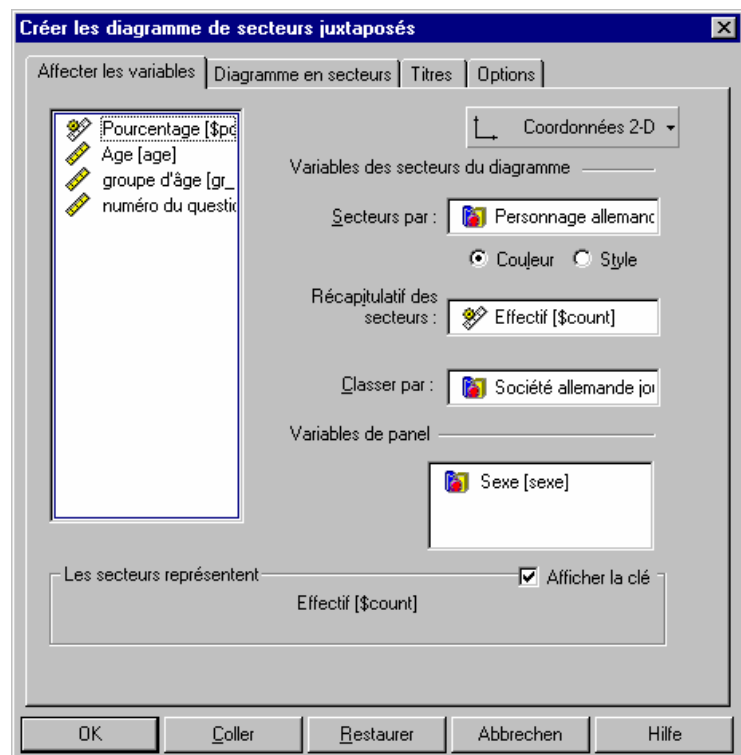 Créer les diagramme de secteurs juxtaposés
Affecter les variables Diagramme en secteurs Titres Options
Pourcentage [$po
Age [age]
groupe d'âge [gr_
numéro du questic
Coordonnées 2-D
Variables des secteurs du diagramme
Secteurs par :
Personnage allemanc
Couleur Style
Récapitulatif des
secteurs :
Effectif [$count]
Classer par :
Société allemande jou
Variables de panel
Sexe [sexe]
Les secteurs représentent
Afficher la clé
Effectif [$count]
OK Coller Restaurer Abbrechen Hilfe